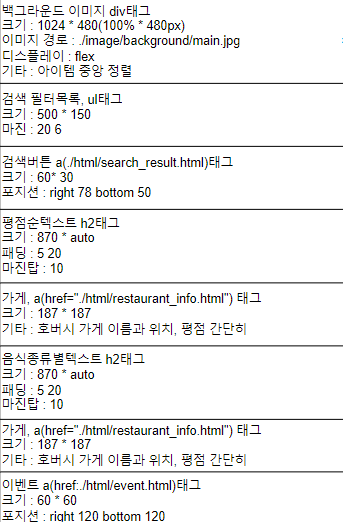 백그라운드 이미지 div태그
크기 : 1024 * 480(100% * 480px)
이미지 경로 : ./image/background/main.jpg
디스플레이 : flex
기타 : 아이템 중앙 정렬
검색 필터목록, ul태그
크기 : 500 * 150
마진 : 20 6
검색버튼 a(./html/search_result.html)태그
크기 : 60* 30
포지션 : right 78 bottom 50
평점순텍스트 h2태그
크기 : 870 * auto
패딩 : 5 20
마진탑 : 10
가게, a(href="./html/restaurant_info.html") 태그
크기 : 187 * 187
기타 : 호버시 가게 이름과 위치, 평점 간단히
음식종류별텍스트 h2태그
크기 : 870 * auto
패딩 : 5 20
마진탑 : 10
가게, a(href="./html/restaurant_info.html") 태그
크기 : 187 * 187
기타 : 호버시 가게 이름과 위치, 평점 간단히
이벤트 a(href:./html/event.html)태그
크기 : 60 * 60
포지션 : right 120 bottom 120